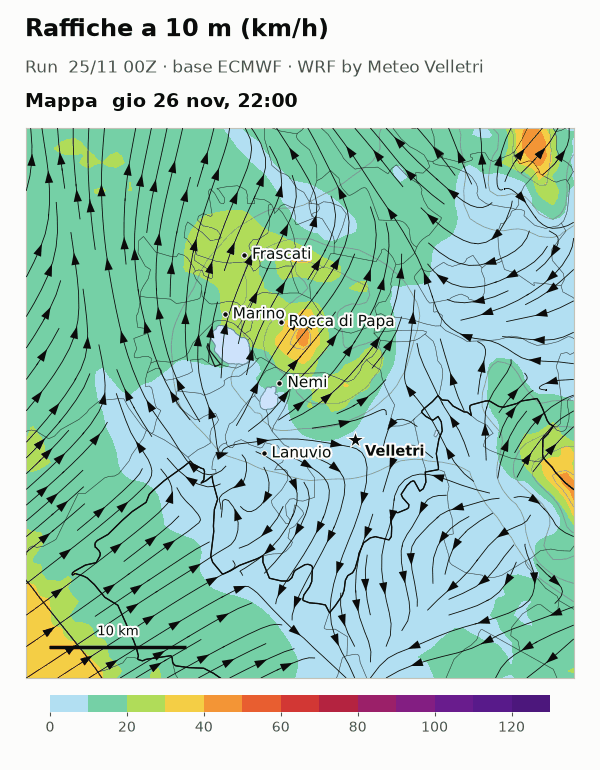 Raffiche a 10 m (km/h)
Run  25/11 00Z · base ECMWF · WRF by Meteo Velletri
Mappa  gio 26 nov, 22:00
Frascati
Marino
Rocca di Papa
Nemi
Velletri
Lanuvio
10 km
0 20 40 60 80 100 120